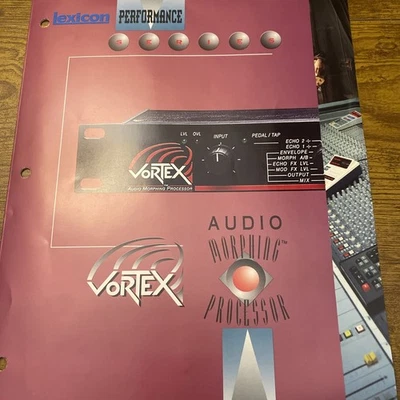 lexicon PERFORMANCE
LVL OVL INPUT PEDAL / TAP
ECHO 2
ECHO 1
ENVELOPE
MORPH A/B
ECHO FX LVL
MOD FX LVL
OUTPUT
MIX
VORTEX
AUDIO MORPHING PROCESSOR
AUDIO
MORPHING™
PROCESSOR
VORTEX